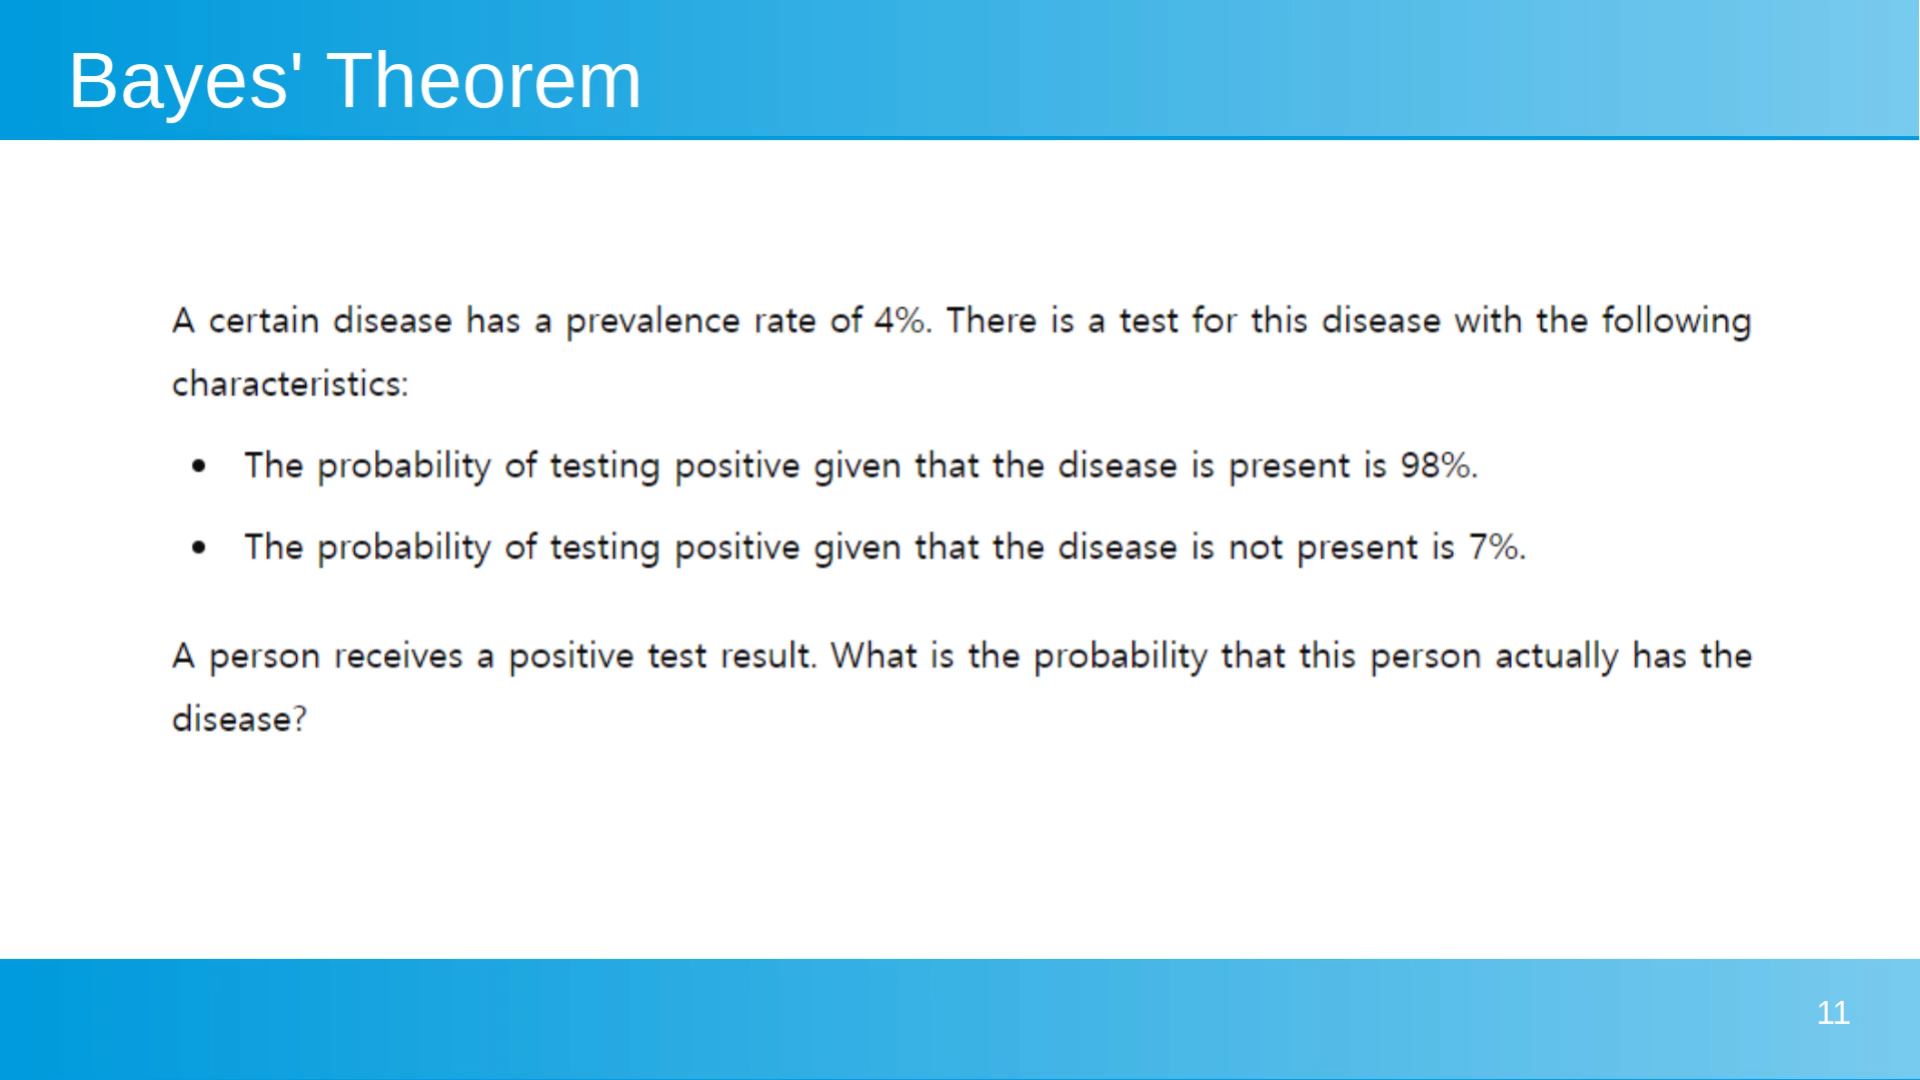 Bayes' Theorem
A certain disease has a prevalence rate of 4%. There is a test for this disease with the following
characteristics:
• The probability of testing positive given that the disease is present is 98%.
• The probability of testing positive given that the disease is not present is 7%.
A person receives a positive test result. What is the probability that this person actually has the
disease?
11